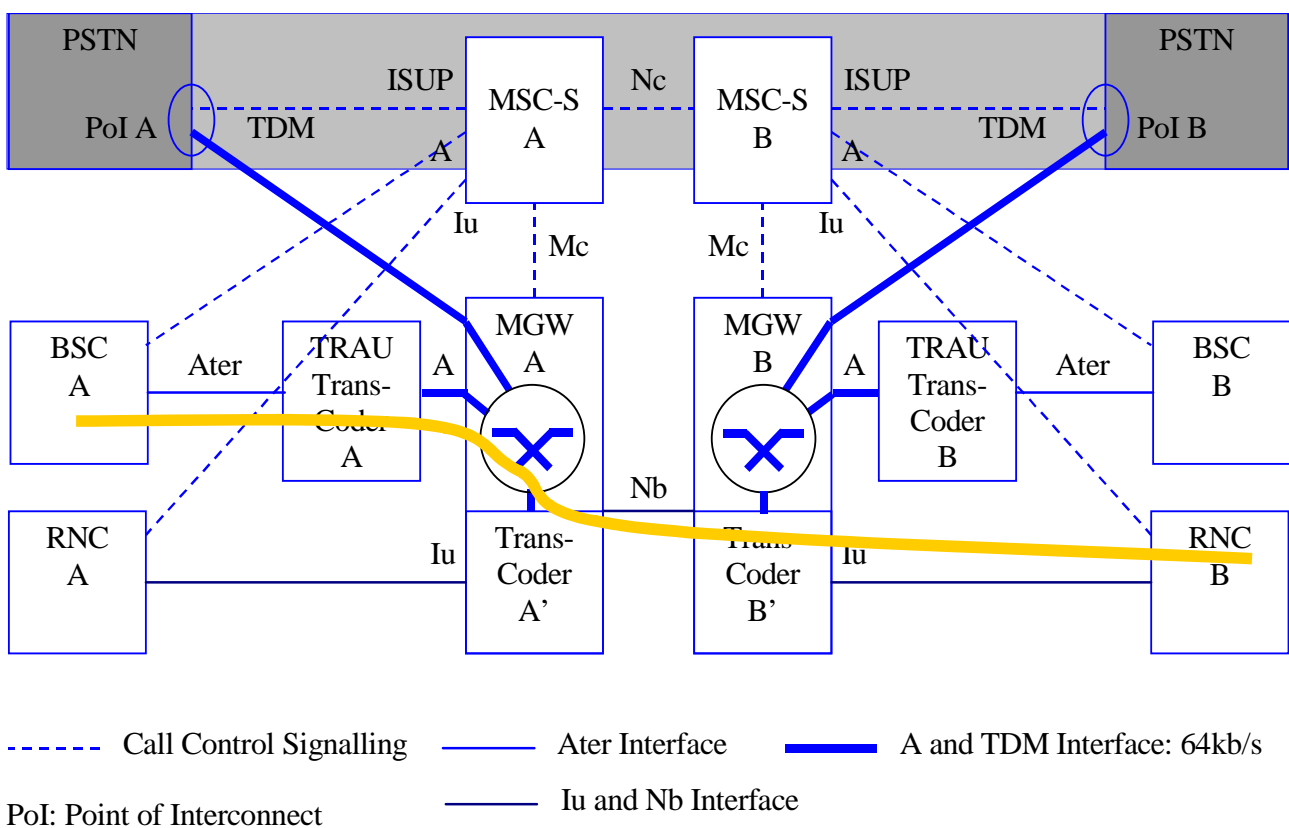 PSTN
PSTN
ISUP
Nc
ISUP
MSC-S
A
MSC-S
B
PoI A
TDM
TDM
PoI B
A
A
Iu
Iu
Mc
Mc
BSC
A
Ater
TRAU
Trans-
Coder
A
A
MGW
A
MGW
B
A
TRAU
Trans-
Coder
B
Ater
BSC
B
Nb
RNC
A
Iu
Trans-
Coder
A’
Trans-
Coder
B’
Iu
RNC
B
Call Control Signalling
Ater Interface
A and TDM Interface: 64kb/s
PoI: Point of Interconnect
Iu and Nb Interface